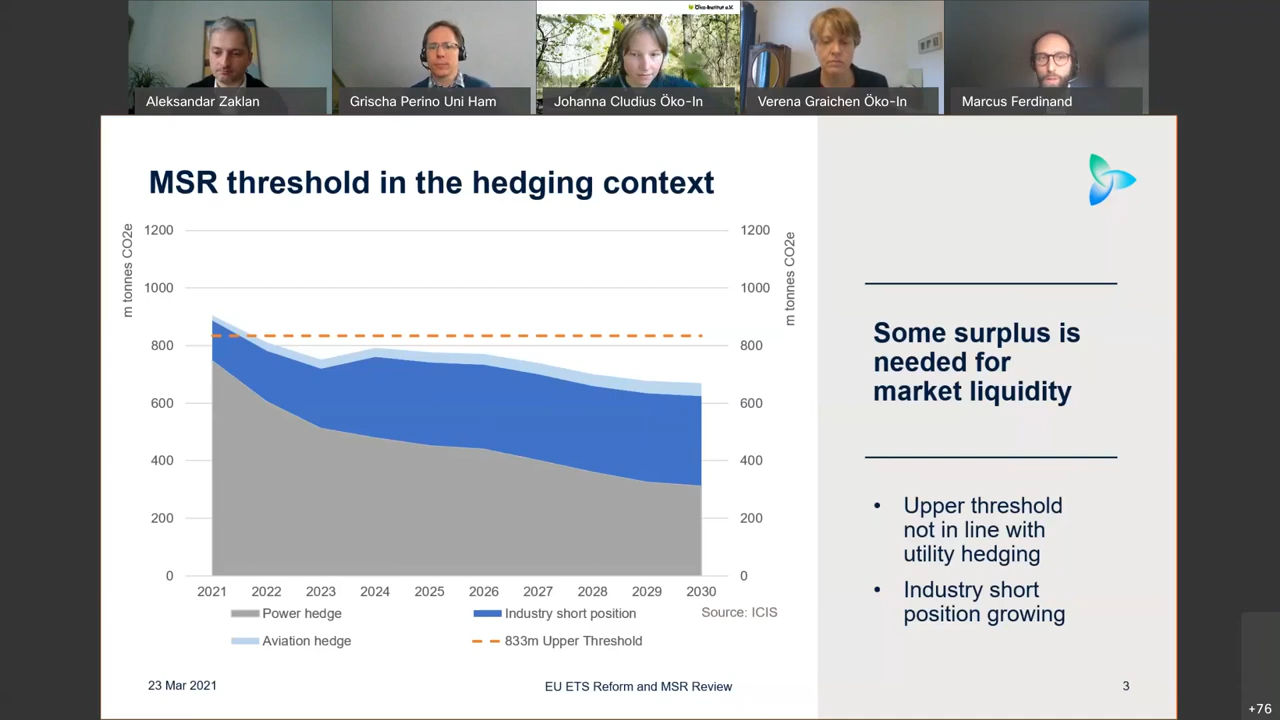 Öko-Institut e.V.
Aleksandar Zaklan
Grischa Perino Uni Ham
Johanna Cludius Öko-In
Verena Graichen Öko-In
Marcus Ferdinand
MSR threshold in the hedging context
m tonnes CO2e
1200
1000
800
600
400
200
0
1200
1000
800
600
400
200
0
m tonnes CO2e
2021 2022 2023 2024 2025 2026 2027 2028 2029 2030
Power hedge
Industry short position
Source: ICIS
Aviation hedge
833m Upper Threshold
Some surplus is
needed for
market liquidity
• Upper threshold
not in line with
utility hedging
• Industry short
position growing
23 Mar 2021
EU ETS Reform and MSR Review
3
+76